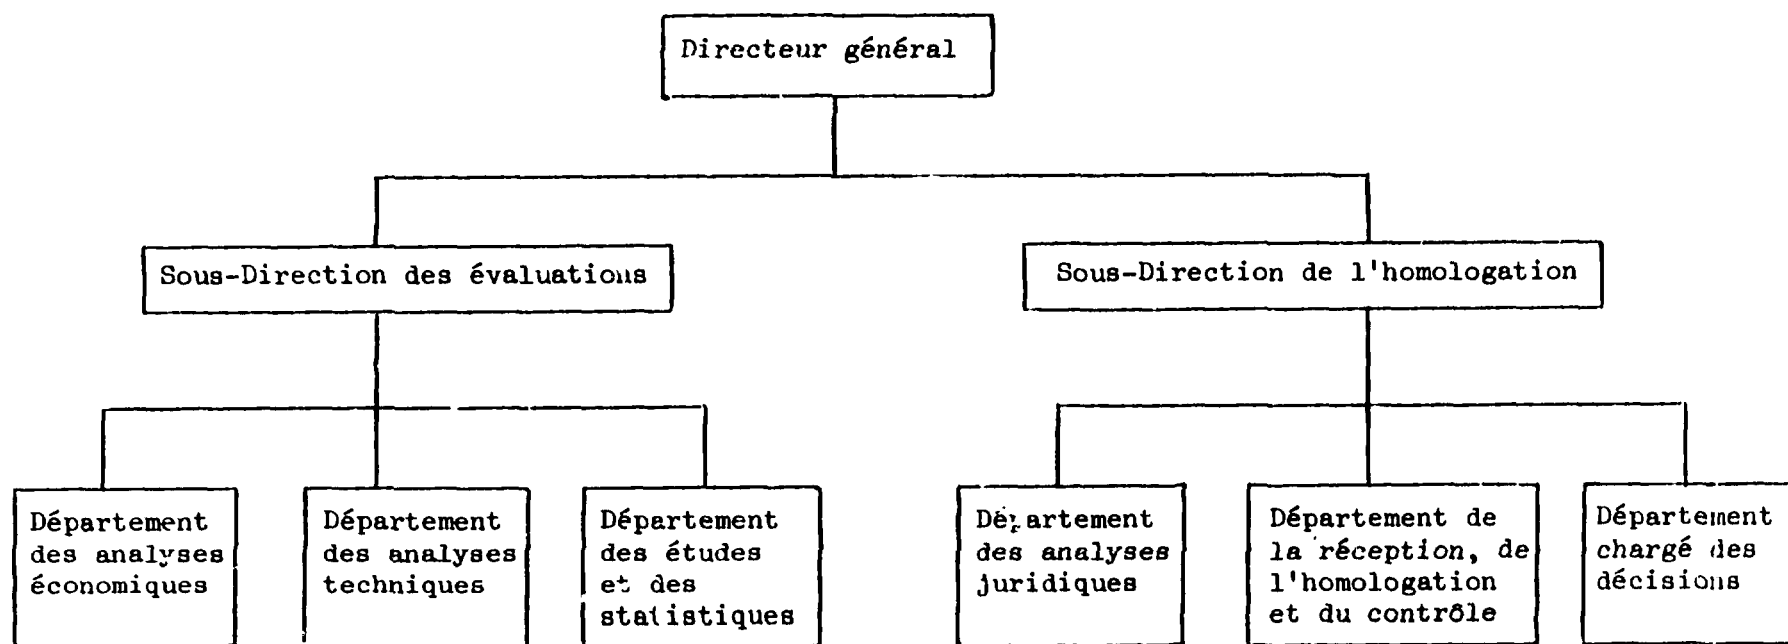 Directeur général
Sous-Direction des évaluations
Sous-Direction de l'homologation
Département
des analyses
économiques
Département
des analyses
techniques
Département
des études
et des
statistiques
Département
des analyses
juridiques
Département de
la réception, de
l'homologation
et du contrôle
Département
chargé des
décisions